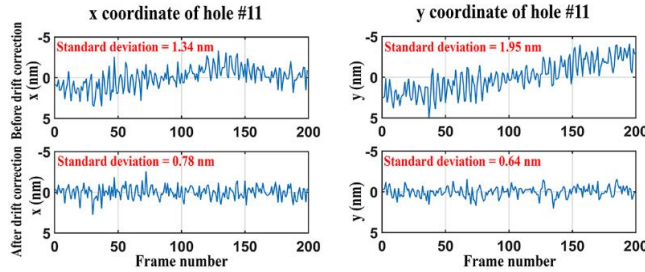 x coordinate of hole #11
y coordinate of hole #11
Before drift correction
x (nm)
-5
0
5
Standard deviation = 1.34 nm
0 50 100 150 200
y (nm)
-5
0
5
Standard deviation = 1.95 nm
0 50 100 150 200
After drift correction
x (nm)
-5
0
5
Standard deviation = 0.78 nm
0 50 100 150 200
Frame number
y (nm)
-5
0
5
Standard deviation = 0.64 nm
0 50 100 150 200
Frame number